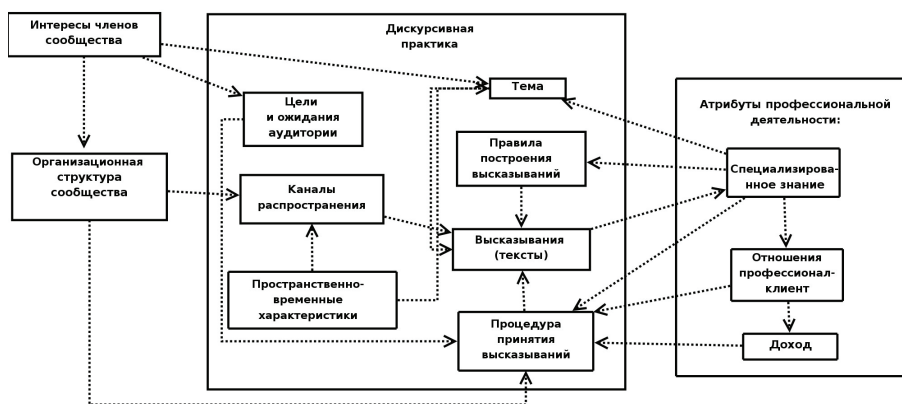 Интересы членов
сообщества
Организационная
структура
сообщества
Дискурсивная
практика
Цели
и ожидания
аудитории
Каналы
распространения
Пространственно-
временные
характеристики
Тема
Правила
построения
высказываний
Высказывания
(тексты)
Процедура
принятия
высказываний
Атрибуты профессиональной
деятельности:
Специализирова-
нное знание
Отношения
профессионал-
клиент
Доход